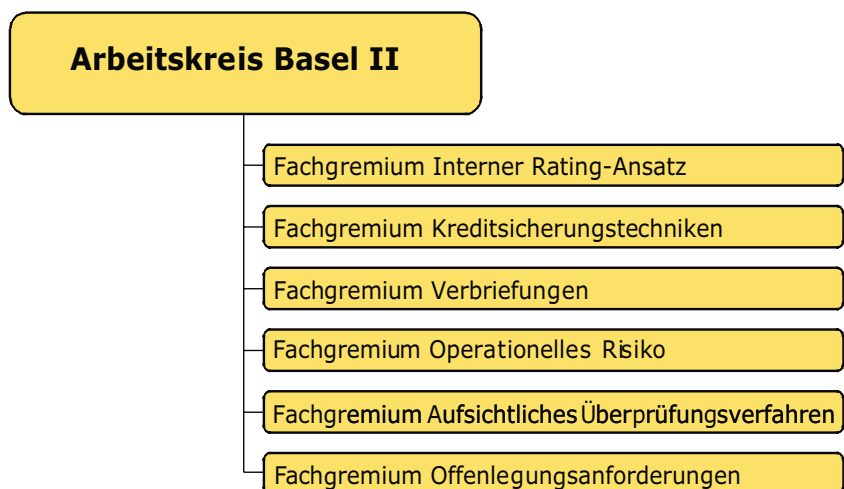 Arbeitskreis Basel II
Fachgremium Interner Rating-Ansatz
Fachgremium Kreditsicherungstechniken
Fachgremium Verbriefungen
Fachgremium Operationelles Risiko
Fachgremium Aufsichtliches Überprüfungsverfahren
Fachgremium Offenlegungsanforderungen